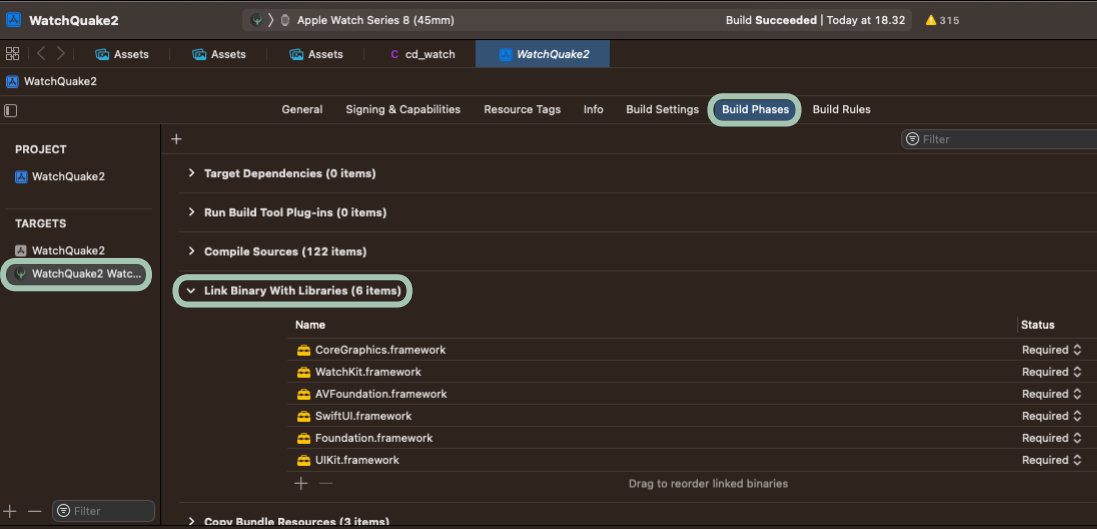 WatchQuake2
Apple Watch Series 8 (45mm)
Build Succeeded | Today at 18.32
315
Assets
Assets
Assets
C cd_watch
WatchQuake2
WatchQuake2
General
Signing & Capabilities
Resource Tags
Info
Build Settings
Build Phases
Build Rules
Filter
PROJECT
WatchQuake2
TARGETS
WatchQuake2
WatchQuake2 Watc...
Target Dependencies (0 items)
Run Build Tool Plug-ins (0 items)
Compile Sources (122 items)
Link Binary With Libraries (6 items)
Name Status
CoreGraphics.framework Required
WatchKit.framework Required
AVFoundation.framework Required
SwiftUI.framework Required
Foundation.framework Required
UIKit.framework Required
Drag to reorder linked binaries
Filter
Copy Bundle Resources (3 items)